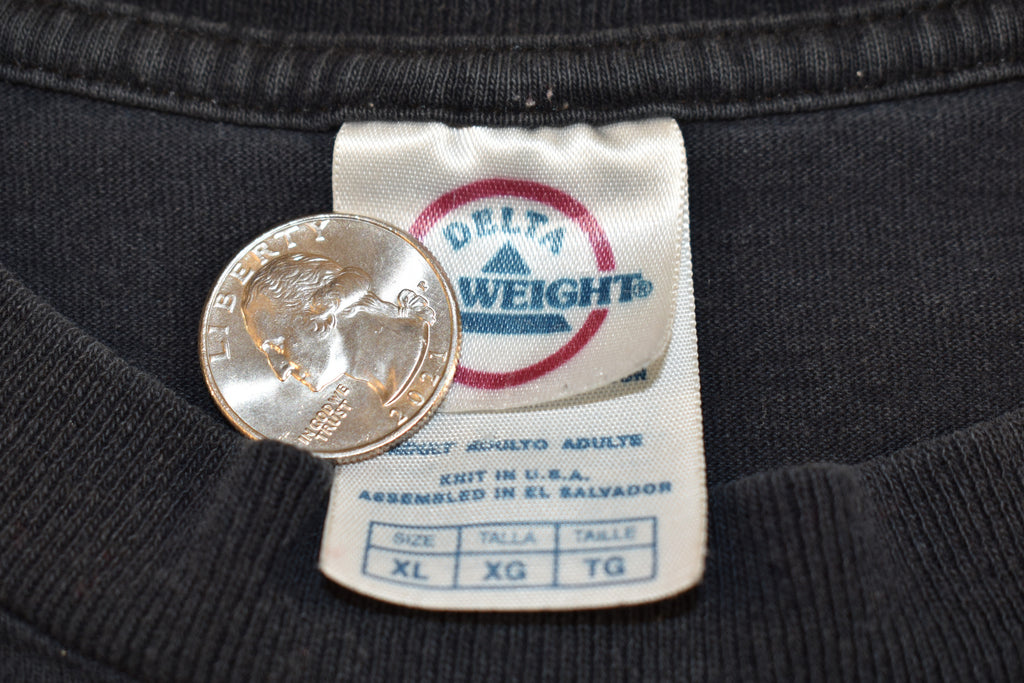 LIBERTY
P
IN GOD WE
TRUST
2021
DELTA
WEIGHT®
ADULTO ADULTE
KNIT IN U.S.A.
ASSEMBLED IN EL SALVADOR
SIZE TALLA TAILLE
XL XG TG